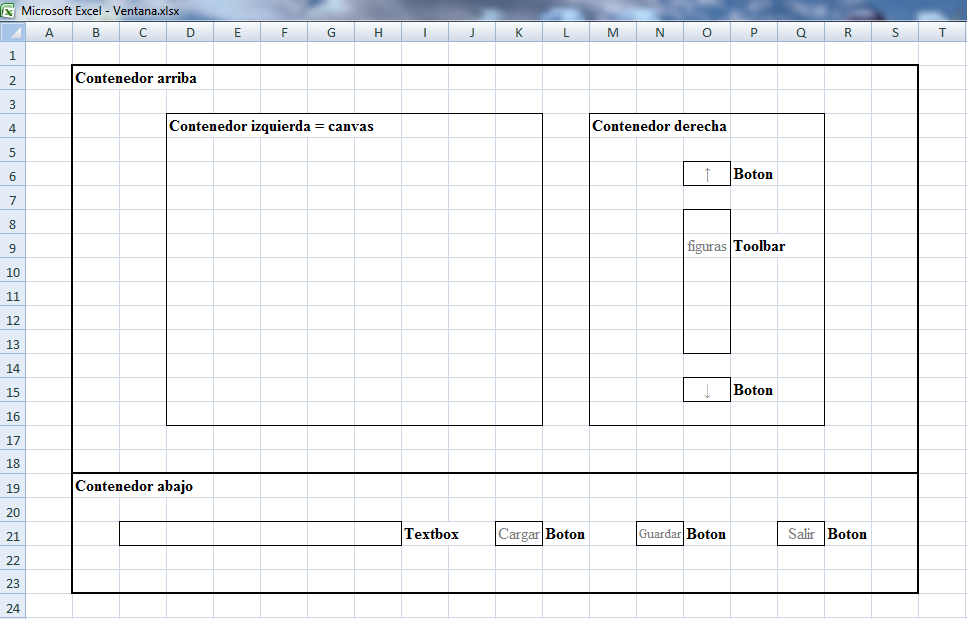 Microsoft Excel - Ventana.xlsx
A B C D E F G H I J K L M N O P Q R S T
1
2 Contenedor arriba
3
4 Contenedor izquierda = canvas Contenedor derecha
5
6 ↑ Boton
7
8
9 figuras Toolbar
10
11
12
13
14
15 ↓ Boton
16
17
18
19 Contenedor abajo
20
21 Textbox Cargar Boton Guardar Boton Salir Boton
22
23
24